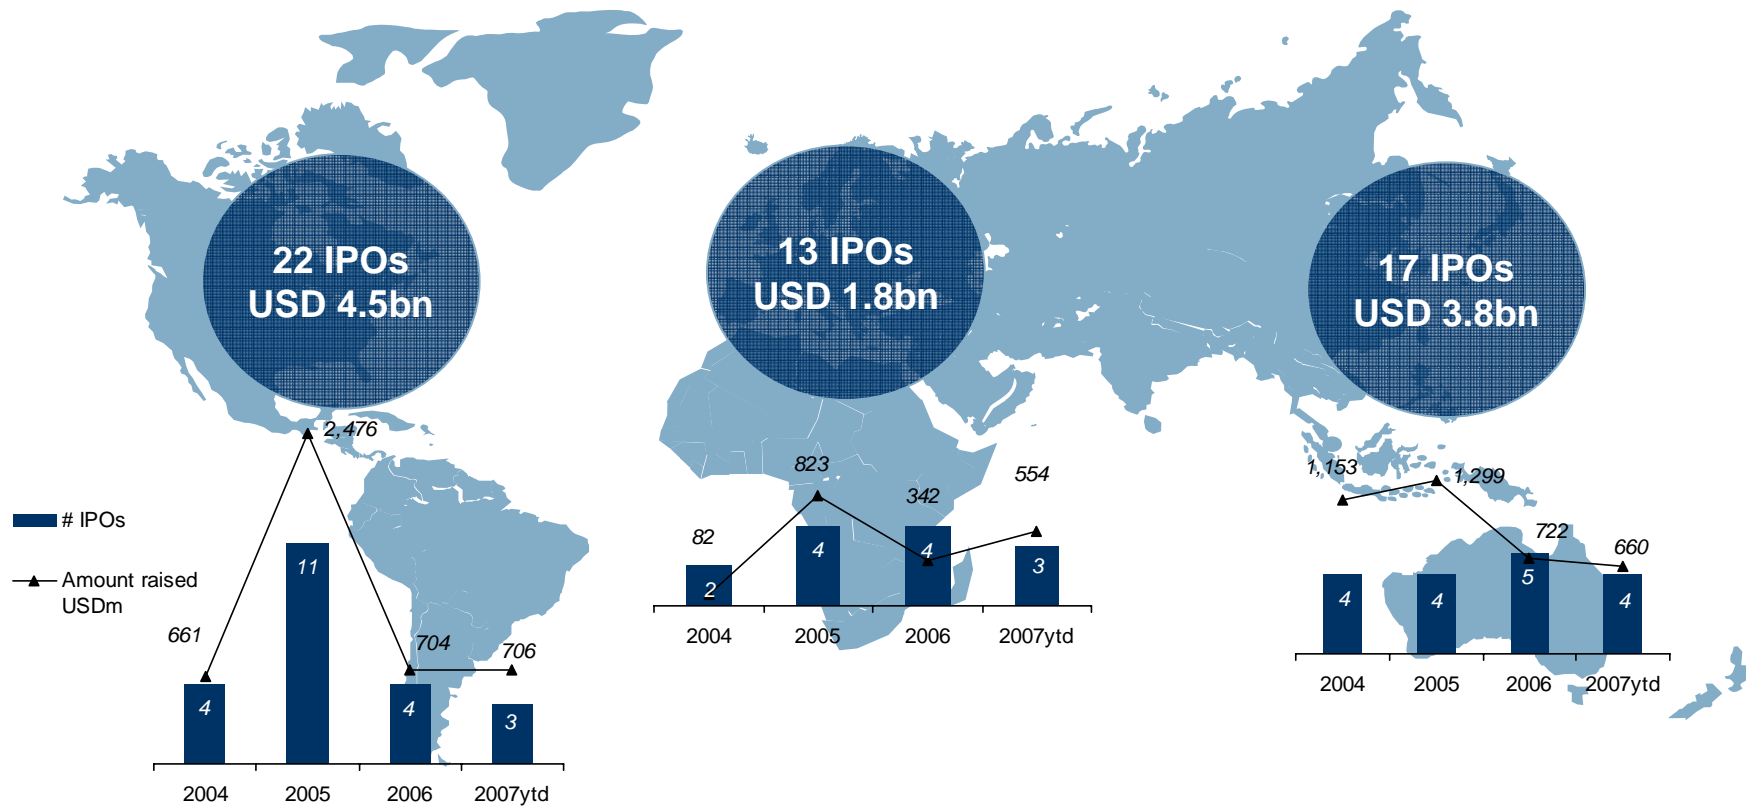 22 IPOs
USD 4.5bn
13 IPOs
USD 1.8bn
17 IPOs
USD 3.8bn
# IPOs
Amount raised
USDm
661
2,476
704
706
4
11
4
3
2004
2005
2006
2007ytd
82
823
342
554
2
4
4
3
2004
2005
2006
2007ytd
1,153
1,299
722
660
4
4
5
4
2004
2005
2006
2007ytd